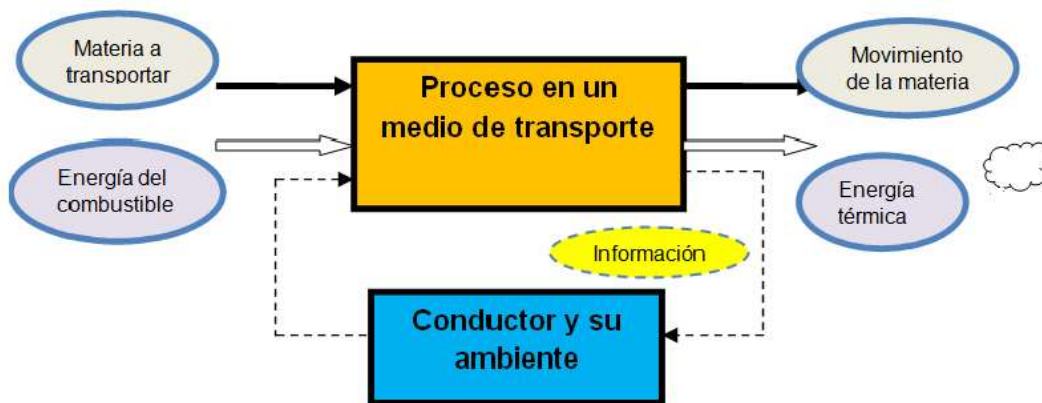 Materia a
transportar
Proceso en un
medio de transporte
Movimiento
de la materia
Energía del
combustible
Energía
térmica
Información
Conductor y su
ambiente